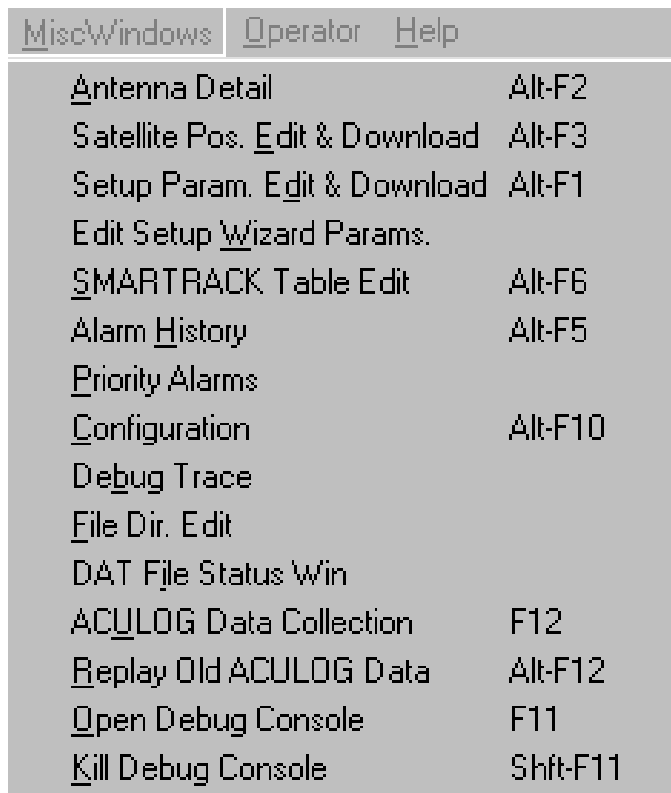 MiscWindows Operator Help
Antenna Detail Alt-F2
Satellite Pos. Edit & Download Alt-F3
Setup Param. Edit & Download Alt-F1
Edit Setup Wizard Params.
SMARTRACK Table Edit Alt-F6
Alarm History Alt-F5
Priority Alarms
Configuration Alt-F10
Debug Trace
File Dir. Edit
DAT File Status Win
ACULOG Data Collection F12
Replay Old ACULOG Data Alt-F12
Open Debug Console F11
Kill Debug Console Shft-F11